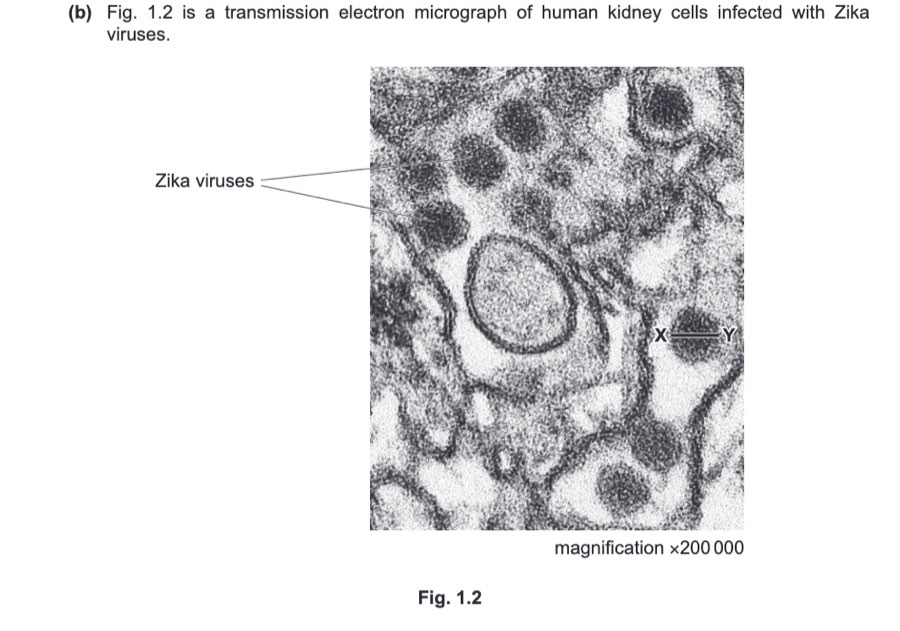 (b) Fig. 1.2 is a transmission electron micrograph of human kidney cells infected with Zika
viruses.
Zika viruses
X Y
magnification ×200 000
Fig. 1.2